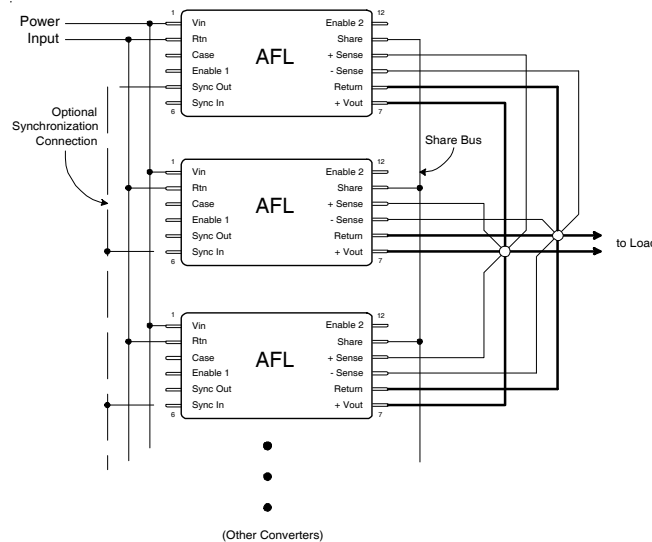 Power
Input
Optional
Synchronization
Connection
1
Vin
Rtn
Case
Enable 1
Sync Out
Sync In
6
AFL
12
Enable 2
Share
+ Sense
- Sense
Return
+ Vout
7
Share Bus
1
Vin
Rtn
Case
Enable 1
Sync Out
Sync In
6
AFL
12
Enable 2
Share
+ Sense
- Sense
Return
+ Vout
7
to Load
1
Vin
Rtn
Case
Enable 1
Sync Out
Sync In
6
AFL
12
Enable 2
Share
+ Sense
- Sense
Return
+ Vout
7
(Other Converters)